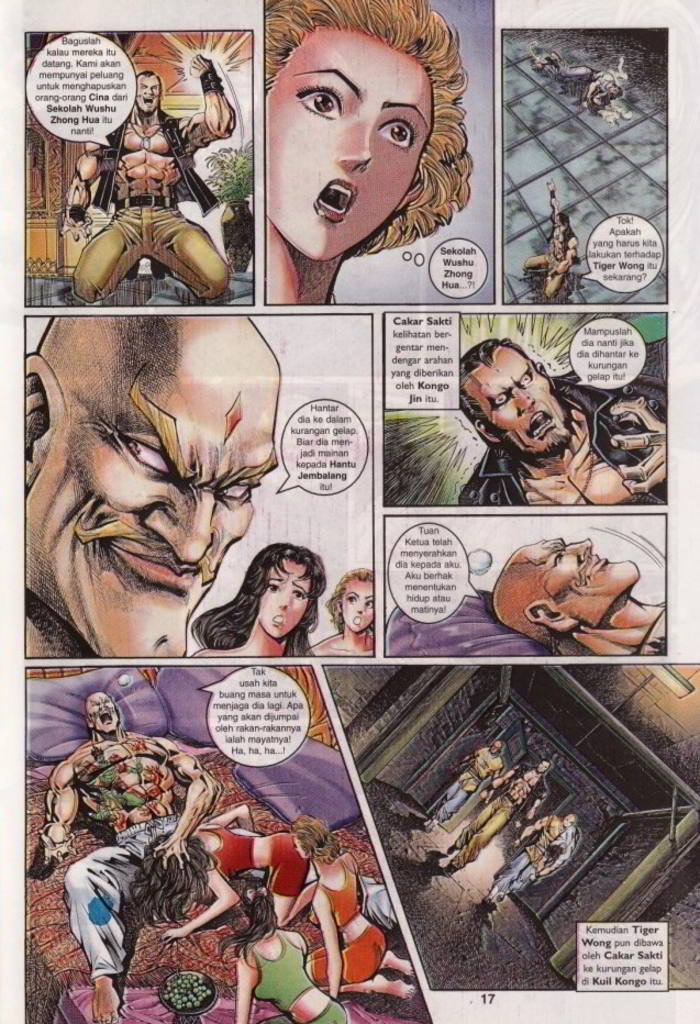 Baguslah
kalau mereka itu
datang. Kami akan
mempunyai peluang
untuk menghapuskan
orang-orang Cina dari
Sekolah Wushu
Zhong Hua itu
nanti!
Sekolah
Wushu
Zhong
Hua...?!
Tok!
Apakah
yang harus kita
lakukan terhadap
Tiger Wong itu
sekarang?
Hantar
dia ke dalam
kurangan gelap.
Biar dia men-
jadi mainan
kepada Hantu
Jembalang
itu!
Cakar Sakti
kelihatan ber-
gentar men-
dengar arahan
yang diberikan
oleh Kongo
Jin itu.
Mampuslah
dia nanti jika
dia dihantar ke
kurungan
gelap itu!
Tuan
Ketua telah
menyerahkan
dia kepada aku.
Aku berhak
menentukan
hidup atau
matinya!
Tak
usah kita
buang masa untuk
menjaga dia lagi. Apa
yang akan dijumpai
oleh rakan-rakannya
ialah mayatnya!
Ha, ha, ha...!
Kemudian Tiger
Wong pun dibawa
oleh Cakar Sakti
ke kurungan gelap
di Kuil Kongo itu.
17